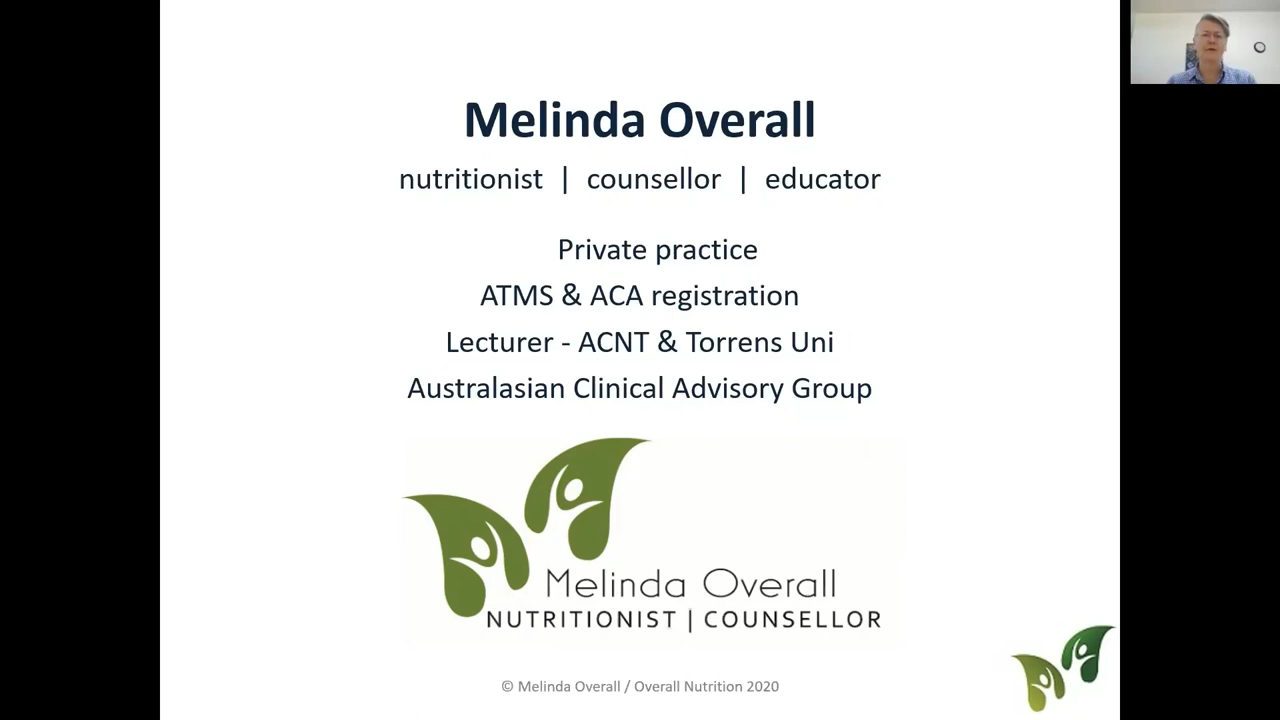 Melinda Overall
nutritionist | counsellor | educator
Private practice
ATMS & ACA registration
Lecturer - ACNT & Torrens Uni
Australasian Clinical Advisory Group
Melinda Overall
NUTRITIONIST | COUNSELLOR
© Melinda Overall / Overall Nutrition 2020